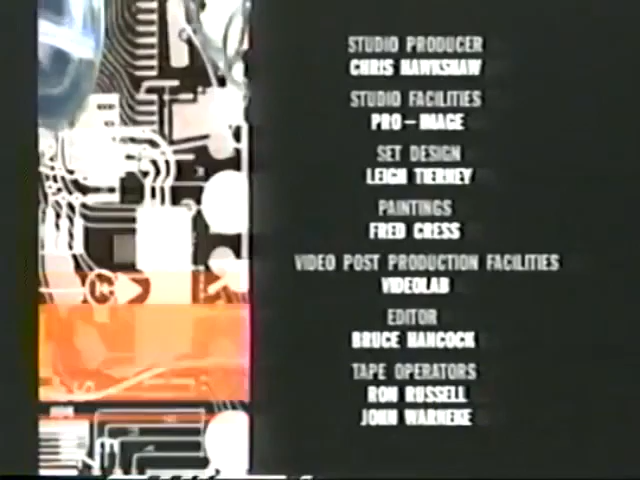 STUDIO PRODUCER
CHRIS HAWKSHAW
STUDIO FACILITIES
PRO-IMAGE
SET DESIGN
LEIGH TIERNEY
PAINTINGS
FRED CRESS
VIDEO POST PRODUCTION FACILITIES
VIDEOLAB
EDITOR
BRUCE HANCOCK
TAPE OPERATORS
RON RUSSELL
JOHN WARNEKE